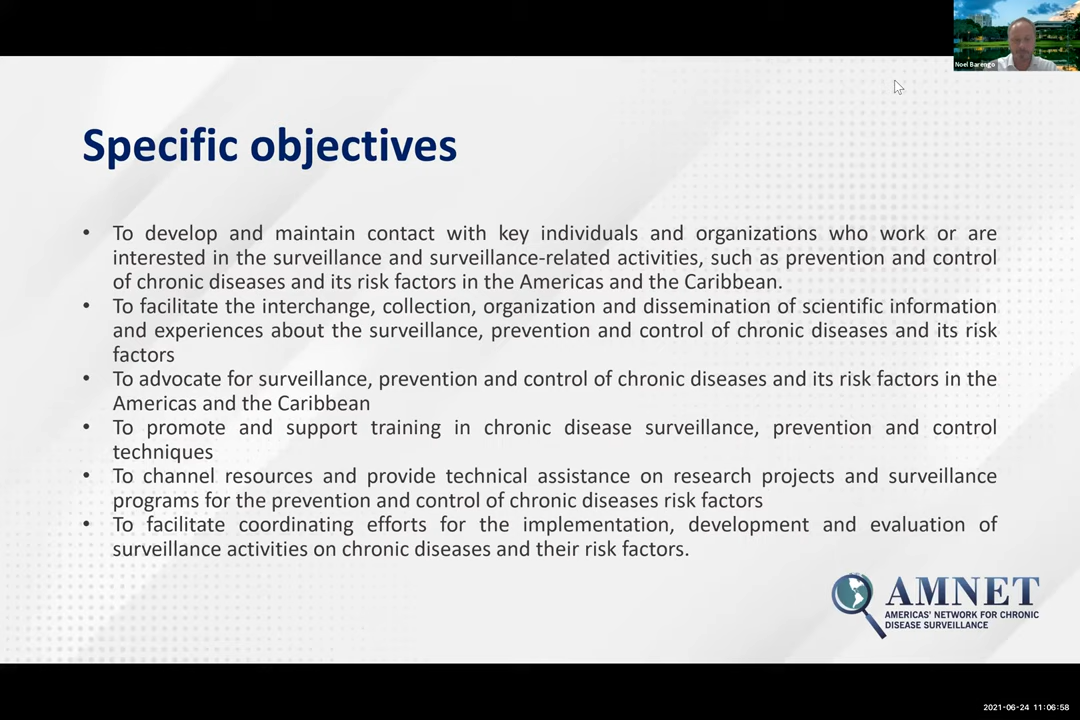 Noel Barengo
Specific objectives
• To develop and maintain contact with key individuals and organizations who work or are
interested in the surveillance and surveillance-related activities, such as prevention and control
of chronic diseases and its risk factors in the Americas and the Caribbean.
• To facilitate the interchange, collection, organization and dissemination of scientific information
and experiences about the surveillance, prevention and control of chronic diseases and its risk
factors
• To advocate for surveillance, prevention and control of chronic diseases and its risk factors in the
Americas and the Caribbean
• To promote and support training in chronic disease surveillance, prevention and control
techniques
• To channel resources and provide technical assistance on research projects and surveillance
programs for the prevention and control of chronic diseases risk factors
• To facilitate coordinating efforts for the implementation, development and evaluation of
surveillance activities on chronic diseases and their risk factors.
AMNET
AMERICAS' NETWORK FOR CHRONIC
DISEASE SURVEILLANCE
2021-06-24 11:06:58